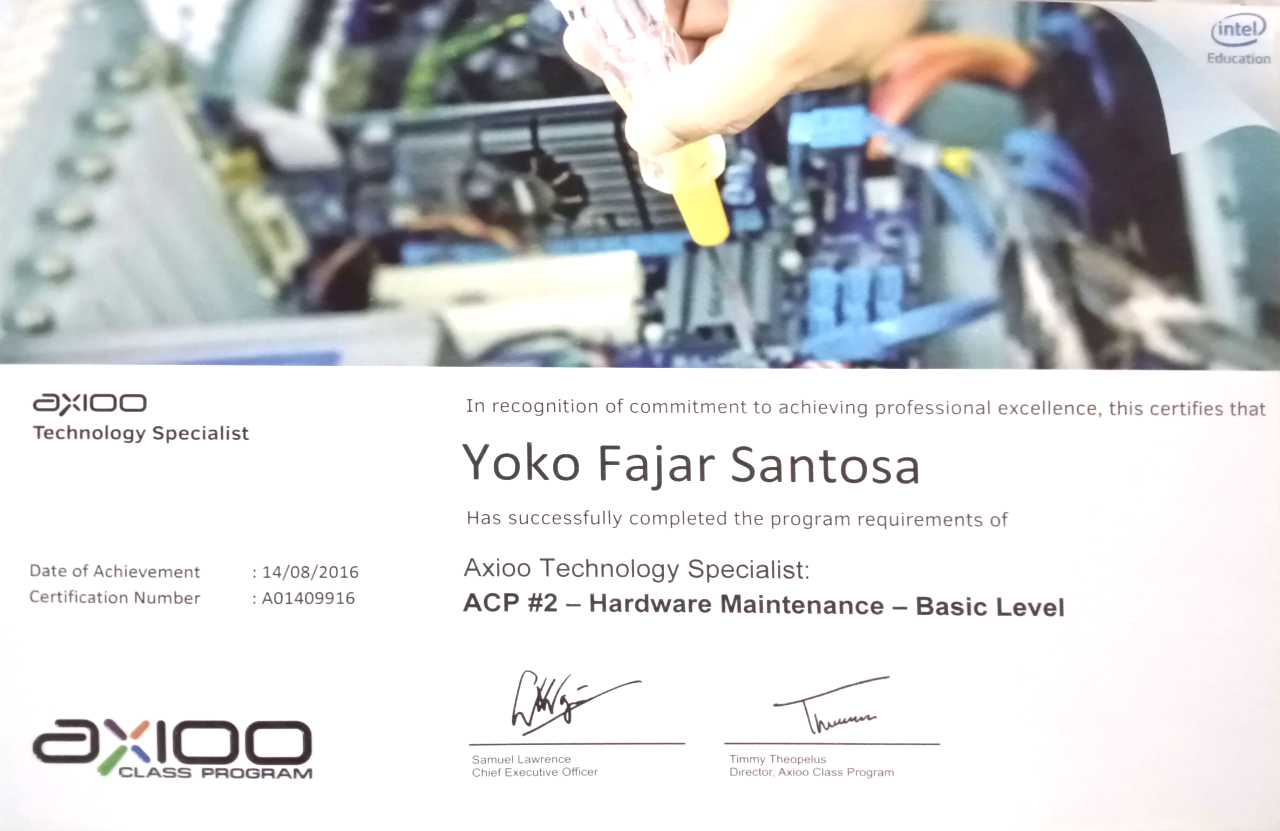 intel
Education
axioo
Technology Specialist
In recognition of commitment to achieving professional excellence, this certifies that
Yoko Fajar Santosa
Has successfully completed the program requirements of
Date of Achievement : 14/08/2016
Certification Number : A01409916
Axioo Technology Specialist:
ACP #2 – Hardware Maintenance – Basic Level
axioo
CLASS PROGRAM
Samuel Lawrence
Chief Executive Officer
Timmy Theopelus
Director, Axioo Class Program